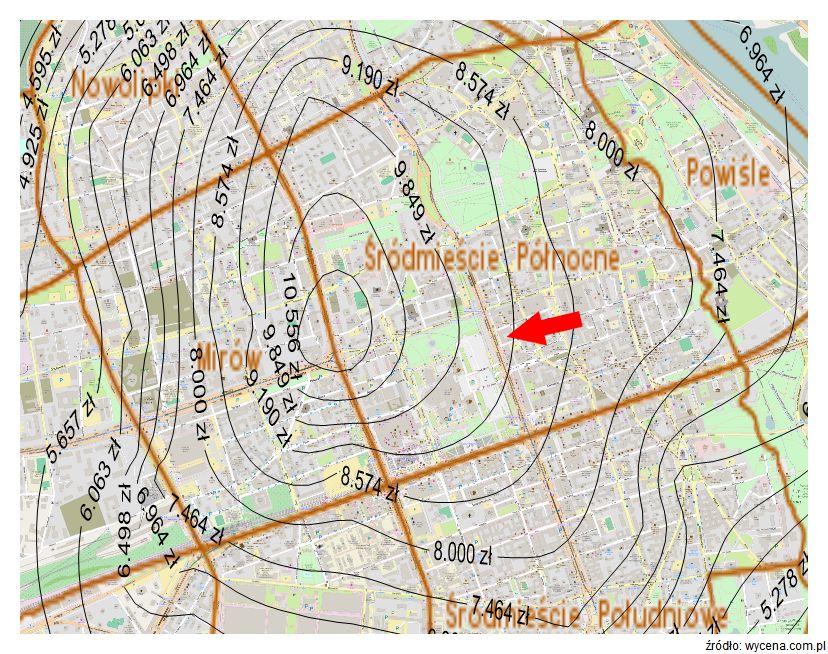 4.595 zł
5.278 zł
6.063 zł
6.498 zł
6.964 zł
7.464 zł
4.925 zł
Nowolipki
9.190 zł
8.574 zł
6.964 zł
8.574 zł
8.000 zł
9.849 zł
Powiśle
7.464 zł
Śródmieście Północne
10.556 zł
9.849 zł
9.190 zł
Mirów
8.000 zł
5.657 zł
6.063 zł
6.498 zł
6.964 zł
7.464 zł
8.574 zł
8.000 zł
7.464 zł
5.278 zł
Śródmieście Południowe
źródło: wycena.com.pl